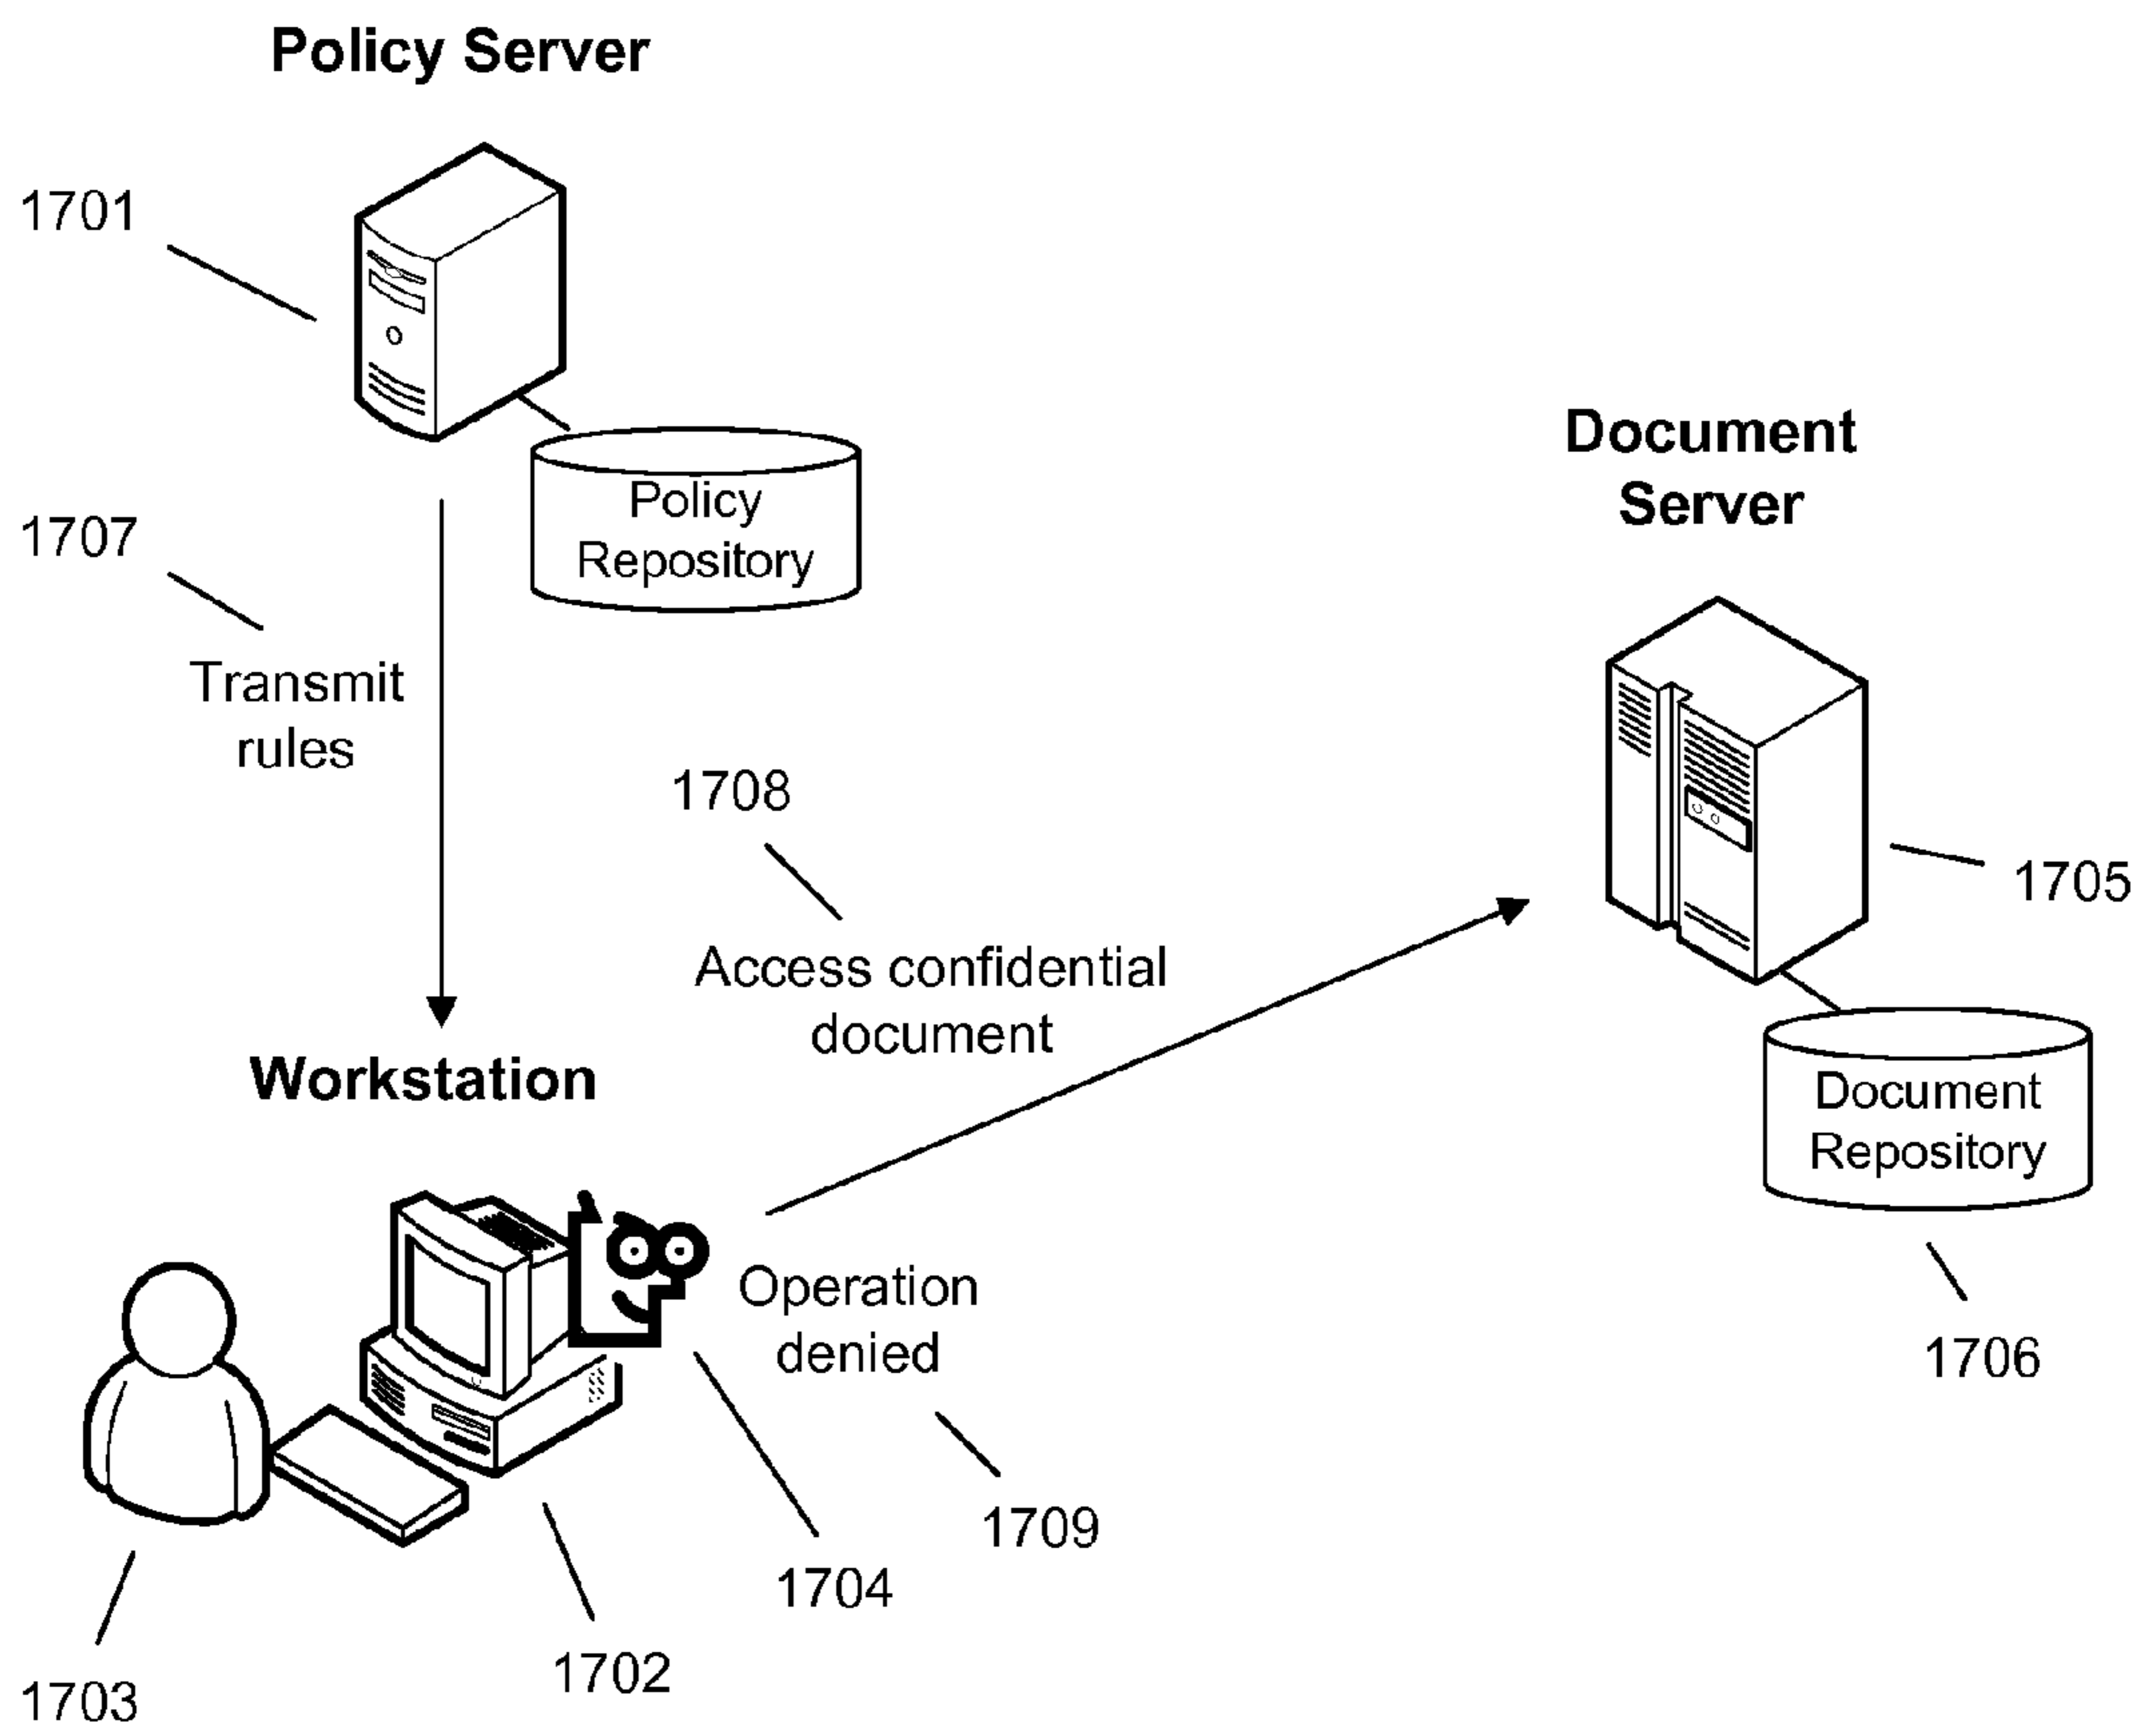 Policy Server
1701
Policy
Repository
1707
Transmit
rules
Document
Server
1705
1708
Access confidential
document
Document
Repository
1706
Workstation
Operation
denied
1709
1704
1702
1703